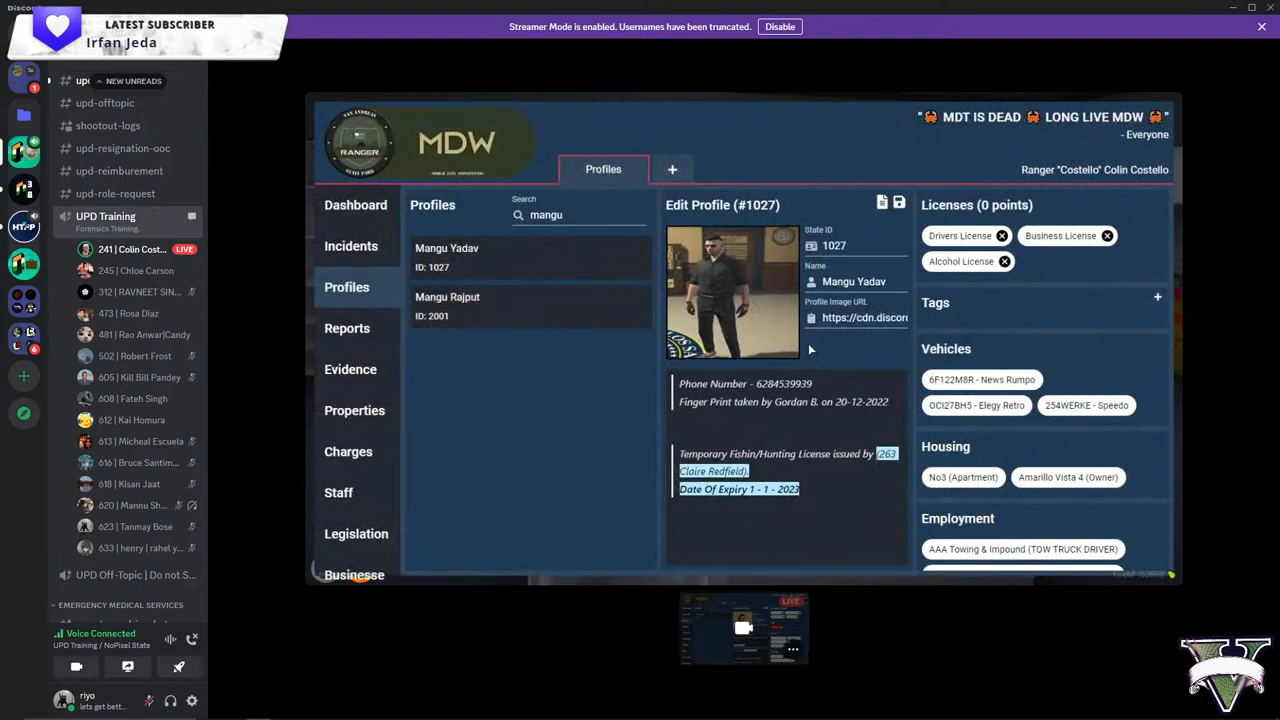 Discord
LATEST SUBSCRIBER
Irfan Jeda
Streamer Mode is enabled. Usernames have been truncated.
Disable
NEW UNREADS
upd-offtopic
shootout-logs
upd-resignation-ooc
upd-reimburement
upd-role-request
UPD Training
Forensics Training.
241 | Colin Cost...
LIVE
245 | Chloe Carson
312 | RAVNEET SIN...
473 | Rosa Diaz
481 | Rao Anwar|Candy
502 | Robert Frost
605 | Kill Bill Pandey
608 | Fateh Singh
612 | Kai Homura
613 | Micheal Escuela
616 | Bruce Santim...
618 | Kisan Jaat
620 | Mannu Sh...
623 | Tanmay Bose
633 | henry | rahel y...
UPD Off-Topic | Do not S...
EMERGENCY MEDICAL SERVICES
Voice Connected
UPD Training / NoPixel State
riyo
lets get bett...
1
6
RANGER
MDW
MOBILE DATA WORKSTATION
Profiles
+
" MDT IS DEAD LONG LIVE MDW "
- Everyone
Ranger "Costello" Colin Costello
Dashboard
Incidents
Profiles
Reports
Evidence
Properties
Charges
Staff
Legislation
Businesse
Profiles
Search
mangu
Mangu Yadav
ID: 1027
Mangu Rajput
ID: 2001
Edit Profile (#1027)
State ID
1027
Name
Mangu Yadav
Profile Image URL
https://cdn.discord
Phone Number - 6284539939
Finger Print taken by Gordan B. on 20-12-2022
Temporary Fishin/Hunting License issued by (263
Claire Redfield).
Date Of Expiry 1 - 1 - 2023
Licenses (0 points)
Drivers License
Business License
Alcohol License
Tags
+
Vehicles
6F122M8R - News Rumpo
OCI27BH5 - Elegy Retro
254WERKE - Speedo
Housing
No3 (Apartment)
Amarillo Vista 4 (Owner)
Employment
AAA Towing & Impound (TOW TRUCK DRIVER)
LIVE
V